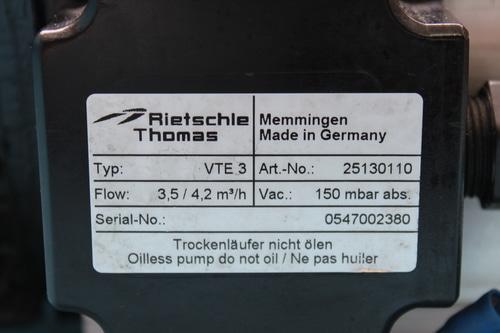 Rietschle
Thomas
Memmingen
Made in Germany
Typ: VTE 3 Art.-No.: 25130110
Flow: 3,5 / 4,2 m³/h Vac.: 150 mbar abs.
Serial-No.: 0547002380
Trockenläufer nicht ölen
Oilless pump do not oil / Ne pas huiler